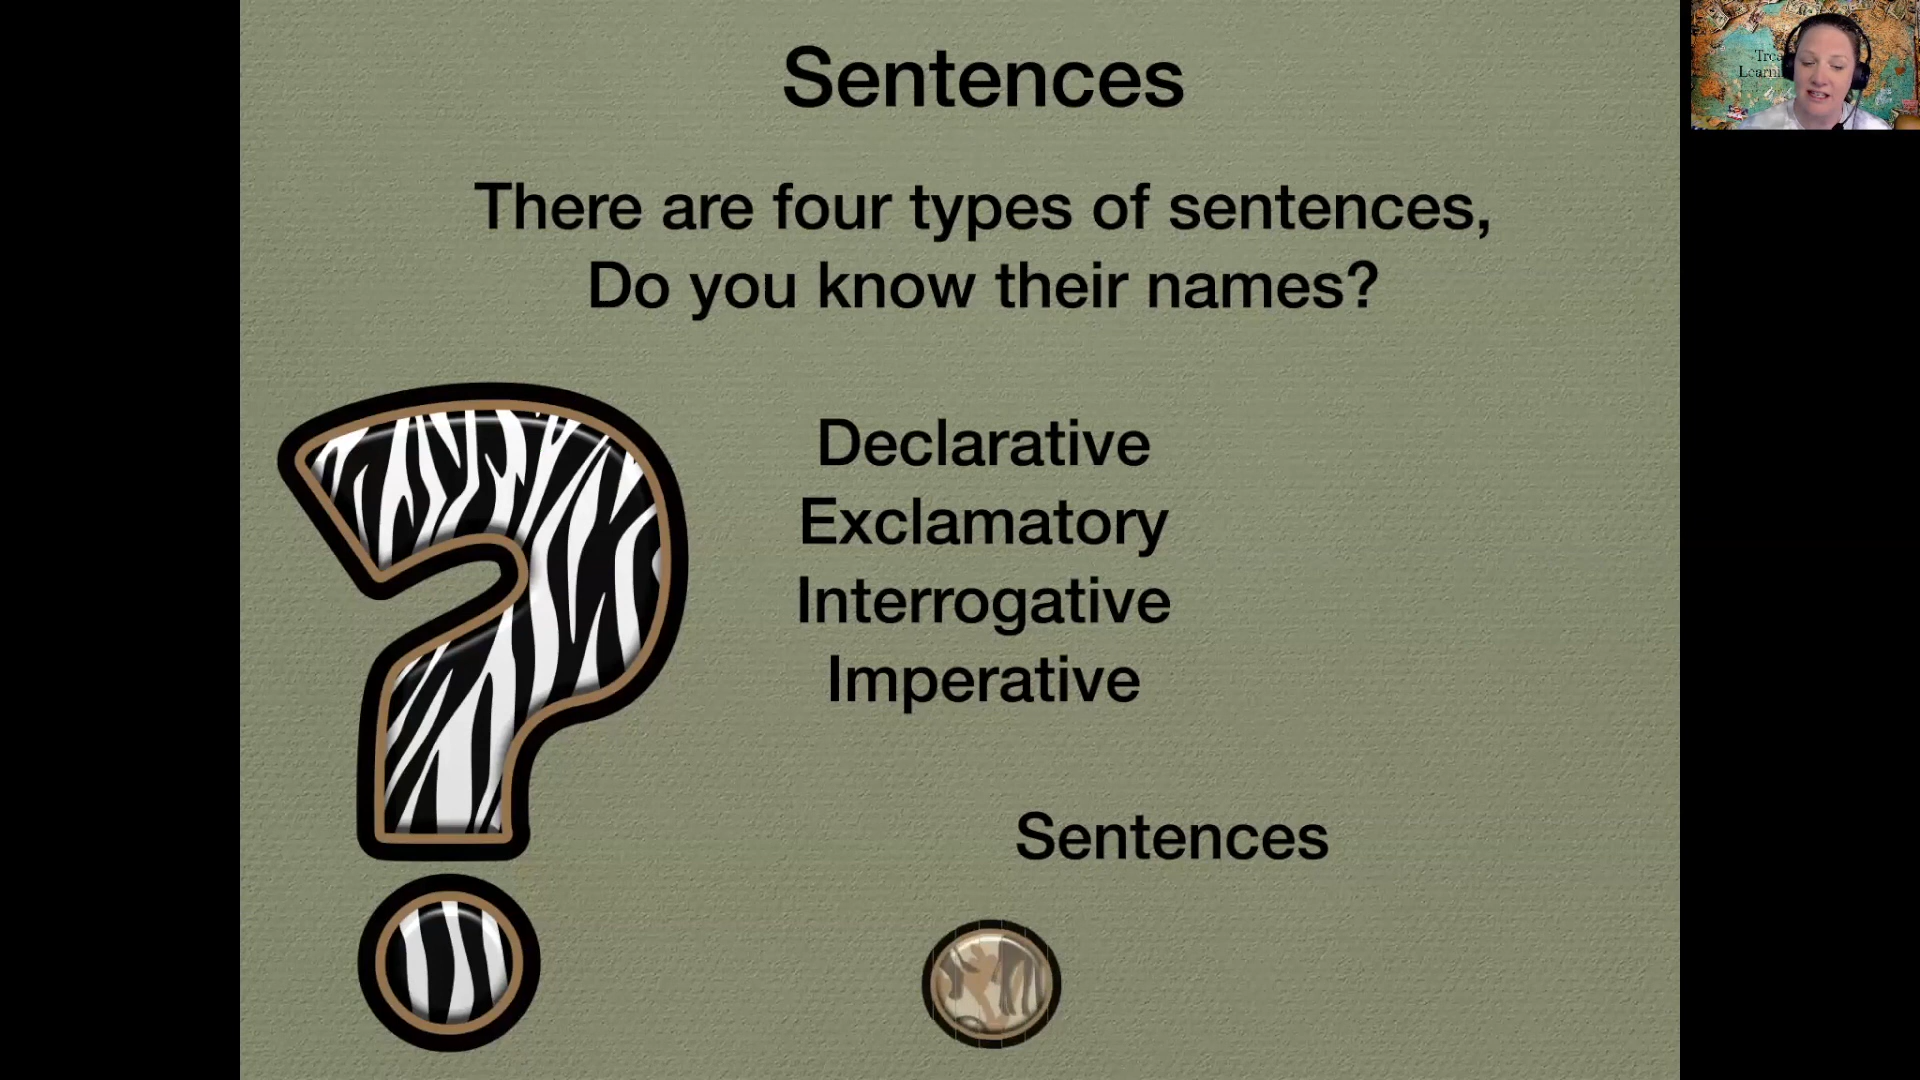 Sentences
There are four types of sentences,
Do you know their names?
Declarative
Exclamatory
Interrogative
Imperative
Sentences